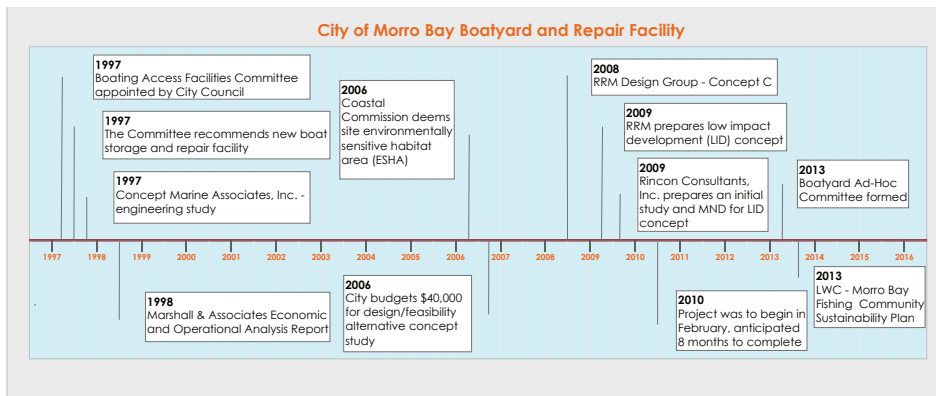 City of Morro Bay Boatyard and Repair Facility
1997
Boating Access Facilities Committee
appointed by City Council
1997
The Committee recommends new boat
storage and repair facility
1997
Concept Marine Associates, Inc. -
engineering study
2006
Coastal
Commission deems
site environmentally
sensitive habitat
area (ESHA)
2008
RRM Design Group - Concept C
2009
RRM prepares low impact
development (LID) concept
2009
Rincon Consultants,
Inc. prepares an initial
study and MND for LID
concept
2013
Boatyard Ad-Hoc
Committee formed
1997 1998 1999 2000 2001 2002 2003 2004 2005 2006 2007 2008 2009 2010 2011 2012 2013 2014 2015 2016
1998
Marshall & Associates Economic
and Operational Analysis Report
2006
City budgets $40,000
for design/feasibility
alternative concept
study
2010
Project was to begin in
February, anticipated
8 months to complete
2013
LWC - Morro Bay
Fishing Community
Sustainability Plan